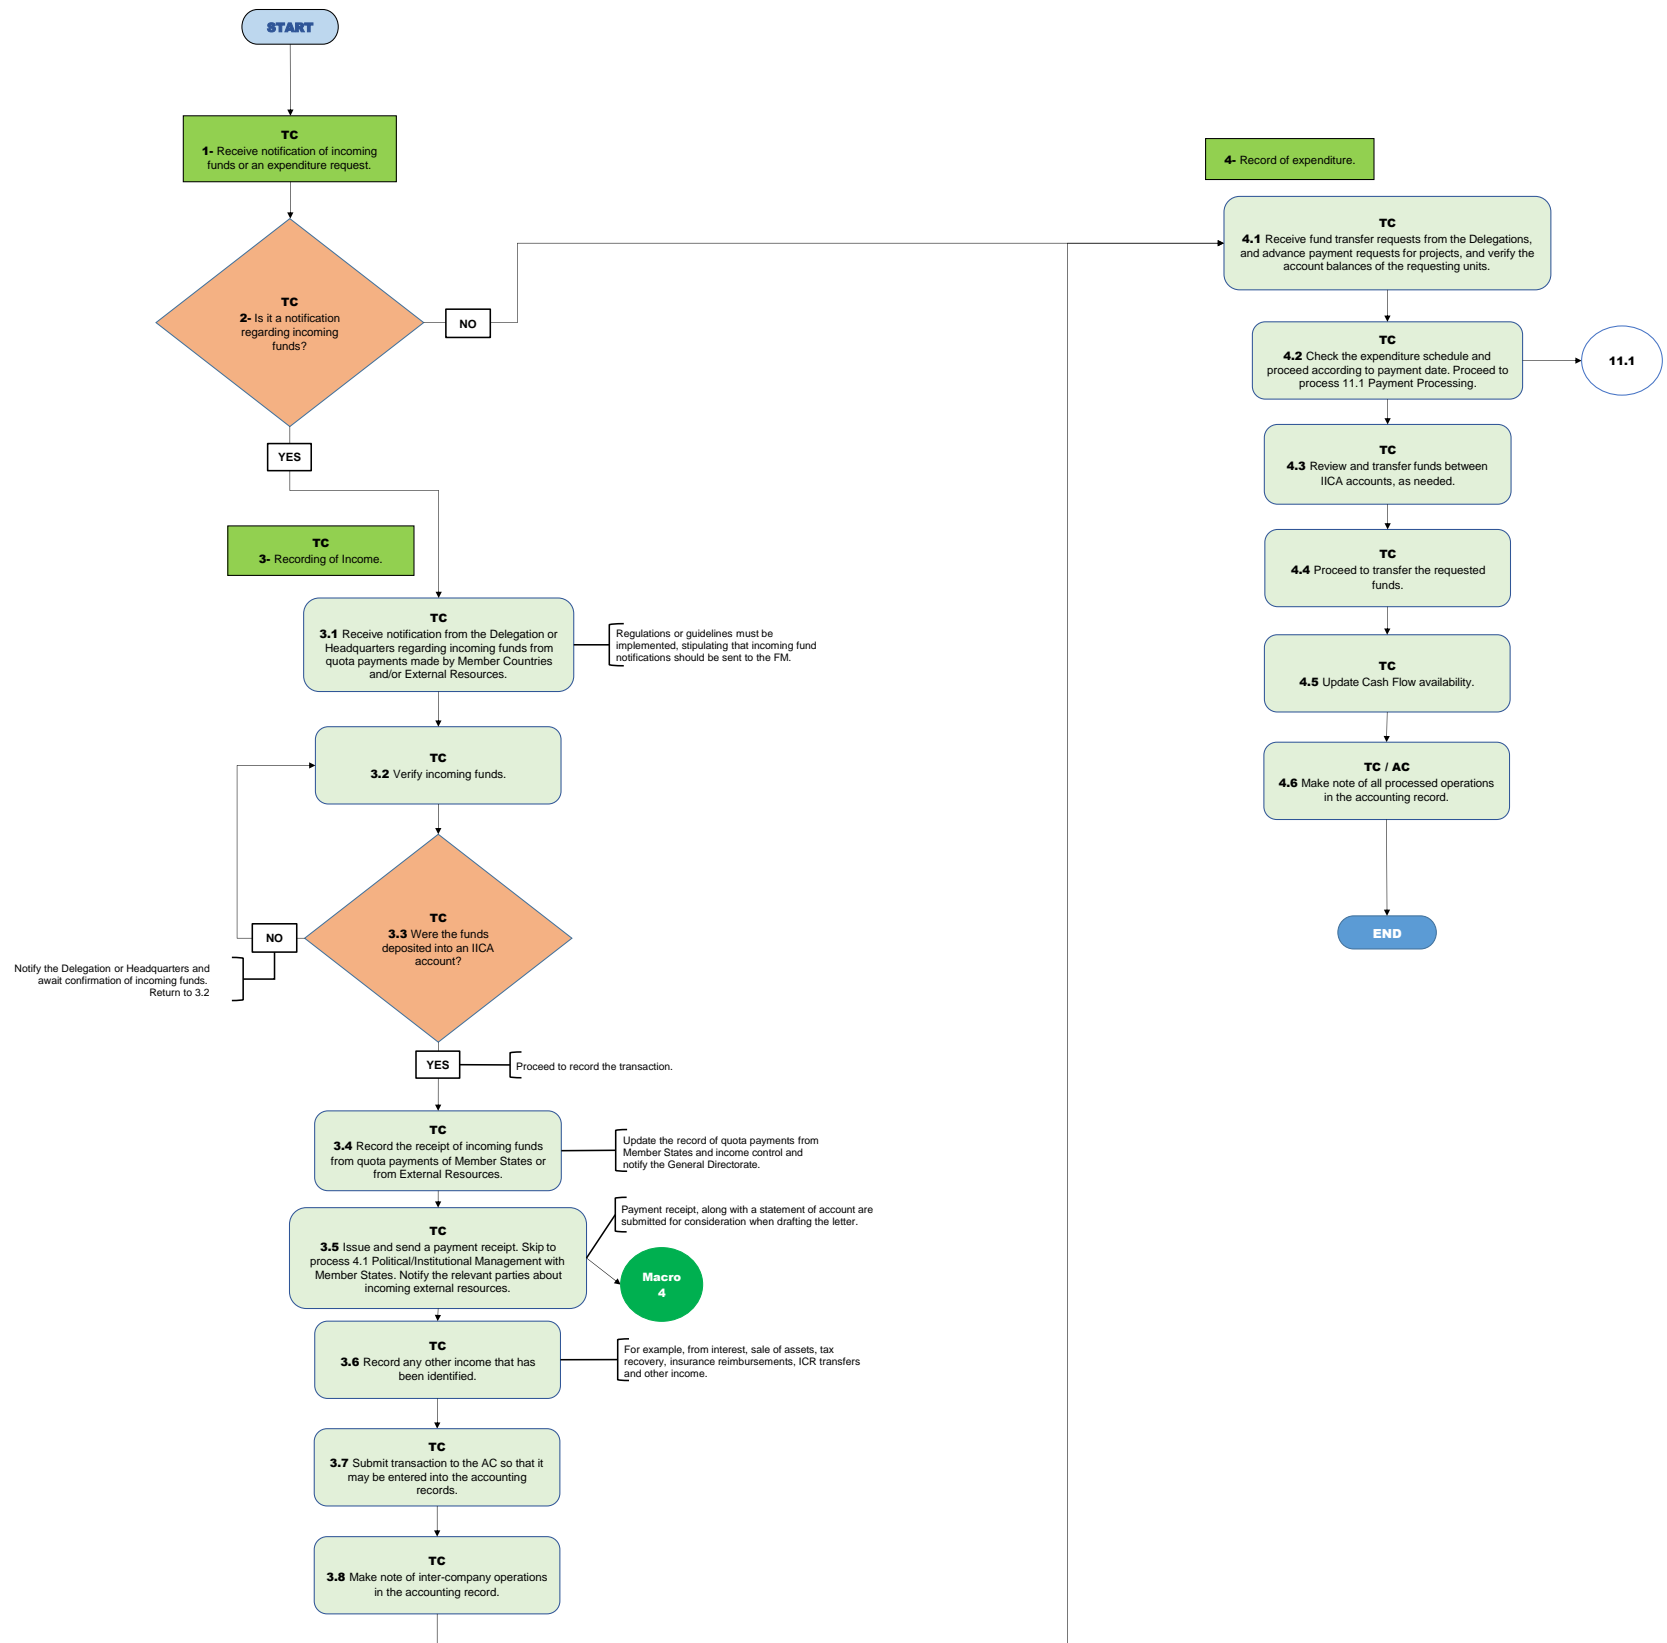 START
TC
1- Receive notification of incoming
funds or an expenditure request.
TC
2- Is it a notification
regarding incoming
funds?
NO
YES
TC
3- Recording of Income.
TC
3.1 Receive notification from the Delegation or
Headquarters regarding incoming funds from
quota payments made by Member Countries
and/or External Resources.
Regulations or guidelines must be
implemented, stipulating that incoming fund
notifications should be sent to the FM.
TC
3.2 Verify incoming funds.
TC
3.3 Were the funds
deposited into an IICA
account?
NO
Notify the Delegation or Headquarters and
await confirmation of incoming funds.
Return to 3.2
YES
Proceed to record the transaction.
TC
3.4 Record the receipt of incoming funds
from quota payments of Member States or
from External Resources.
Update the record of quota payments from
Member States and income control and
notify the General Directorate.
TC
3.5 Issue and send a payment receipt. Skip to
process 4.1 Political/Institutional Management with
Member States. Notify the relevant parties about
incoming external resources.
Payment receipt, along with a statement of account are
submitted for consideration when drafting the letter.
Macro
4
TC
3.6 Record any other income that has
been identified.
For example, from interest, sale of assets, tax
recovery, insurance reimbursements, ICR transfers
and other income.
TC
3.7 Submit transaction to the AC so that it
may be entered into the accounting
records.
TC
3.8 Make note of inter-company operations
in the accounting record.
4- Record of expenditure.
TC
4.1 Receive fund transfer requests from the Delegations,
and advance payment requests for projects, and verify the
account balances of the requesting units.
TC
4.2 Check the expenditure schedule and
proceed according to payment date. Proceed to
process 11.1 Payment Processing.
11.1
TC
4.3 Review and transfer funds between
IICA accounts, as needed.
TC
4.4 Proceed to transfer the requested
funds.
TC
4.5 Update Cash Flow availability.
TC / AC
4.6 Make note of all processed operations
in the accounting record.
END